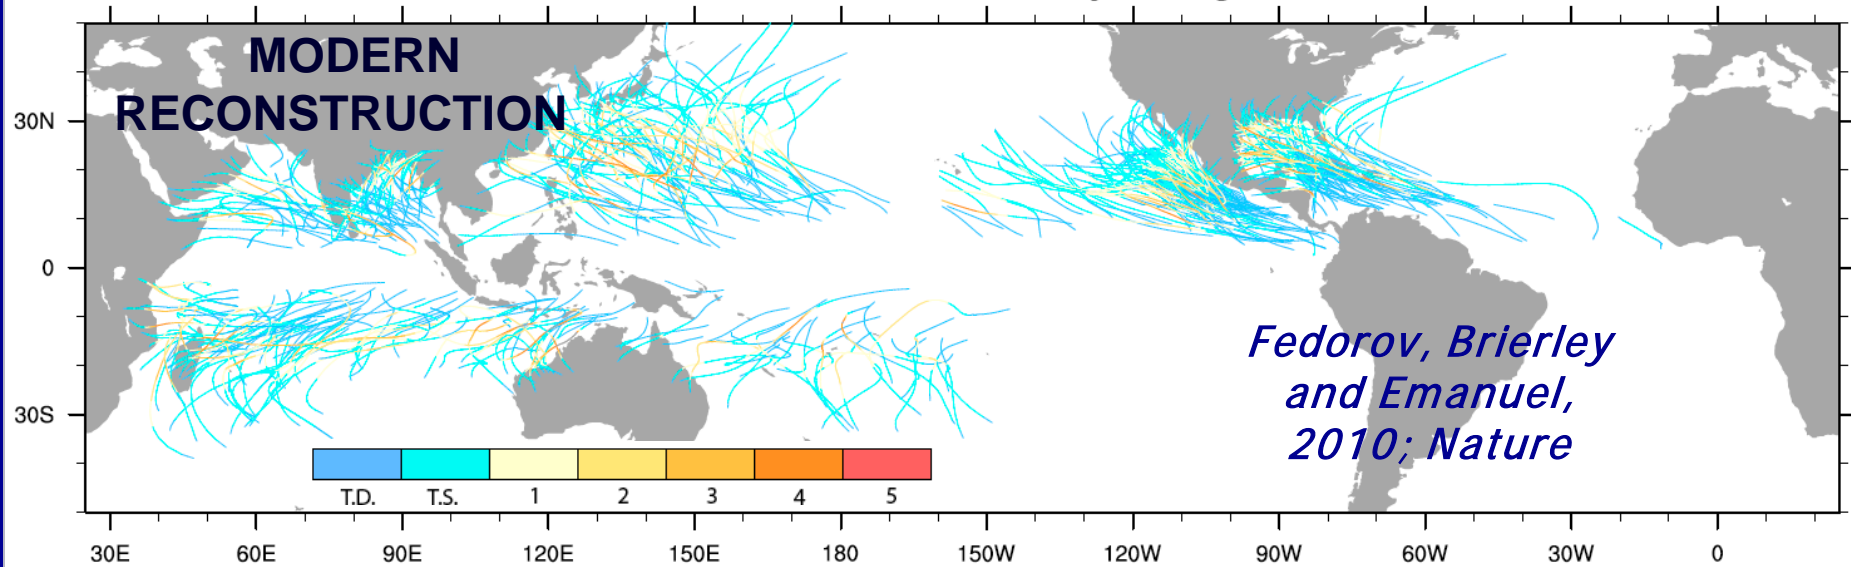 MODERN
RECONSTRUCTION
30N
0
30S
Fedorov, Brierley
and Emanuel,
2010; Nature
T.D. T.S. 1 2 3 4 5
30E 60E 90E 120E 150E 180 150W 120W 90W 60W 30W 0